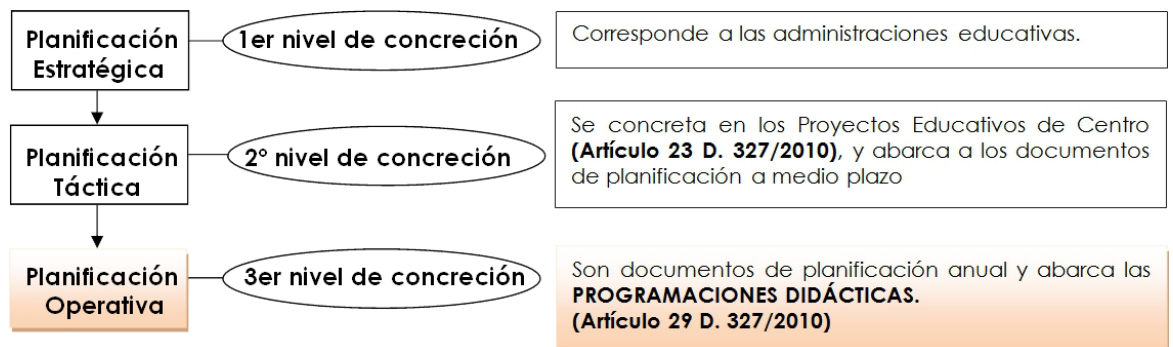 Planificación
Estratégica
1er nivel de concreción
Corresponde a las administraciones educativas.
Planificación
Táctica
2º nivel de concreción
Se concreta en los Proyectos Educativos de Centro
(Artículo 23 D. 327/2010), y abarca a los documentos
de planificación a medio plazo
Planificación
Operativa
3er nivel de concreción
Son documentos de planificación anual y abarca las
PROGRAMACIONES DIDÁCTICAS.
(Artículo 29 D. 327/2010)